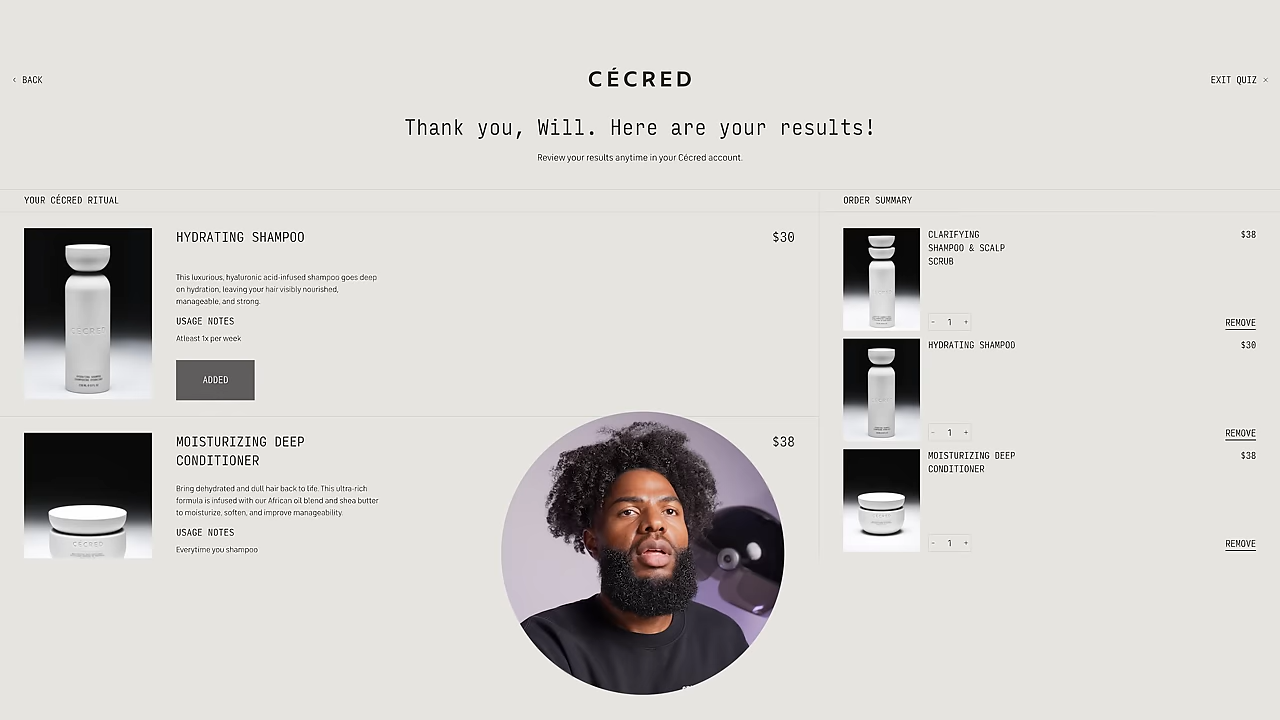 ‹ BACK
CÉCRED
EXIT QUIZ ×
Thank you, Will. Here are your results!
Review your results anytime in your Cécred account.
YOUR CÉCRED RITUAL
HYDRATING SHAMPOO
$30
This luxurious, hyaluronic acid-infused shampoo goes deep
on hydration, leaving your hair visibly nourished,
manageable, and strong.
USAGE NOTES
Atleast 1x per week
ADDED
CÉCRED
MOISTURIZING DEEP
CONDITIONER
$38
Bring dehydrated and dull hair back to life. This ultra-rich
formula is infused with our African oil blend and shea butter
to moisturize, soften, and improve manageability.
USAGE NOTES
Everytime you shampoo
CÉCRED
ORDER SUMMARY
CLARIFYING
SHAMPOO & SCALP
SCRUB
$38
- 1 +
REMOVE
HYDRATING SHAMPOO
$30
- 1 +
REMOVE
MOISTURIZING DEEP
CONDITIONER
$38
- 1 +
REMOVE